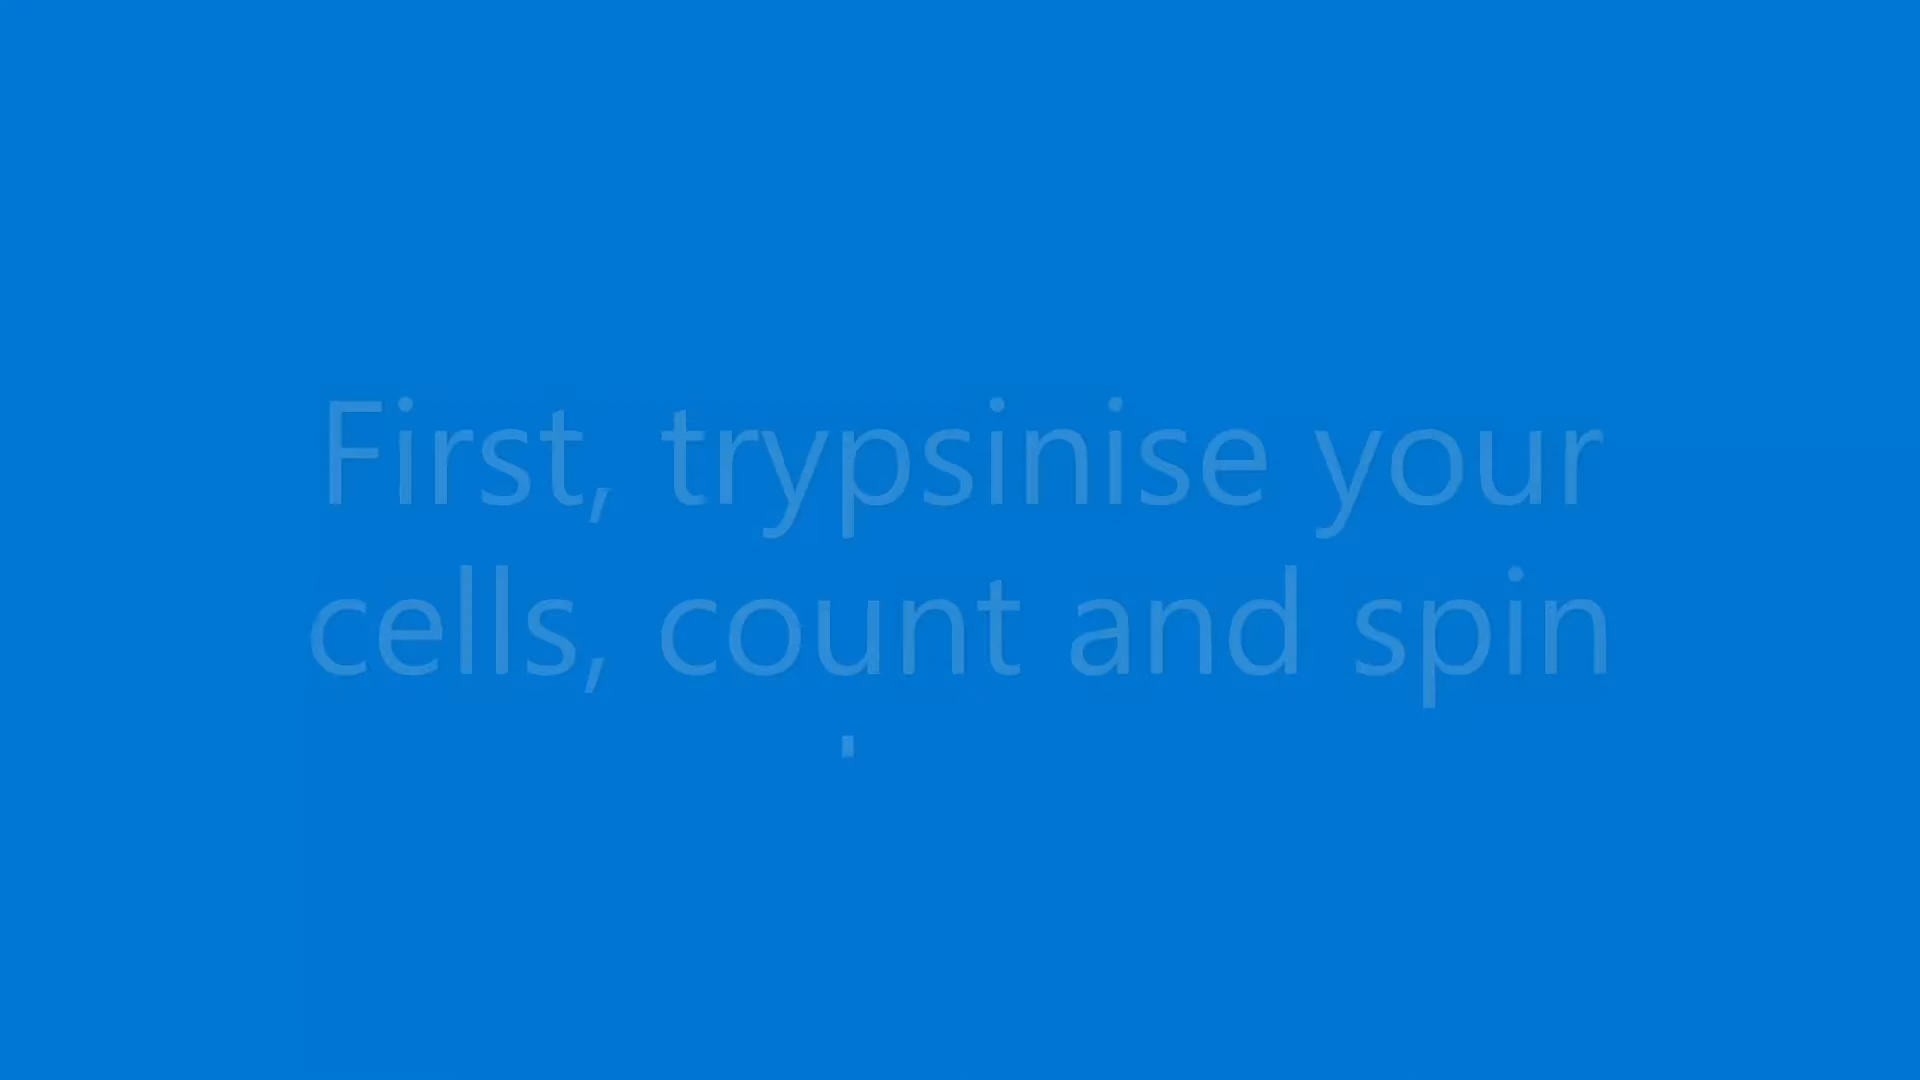 First, trypsinise your
cells, count and spin